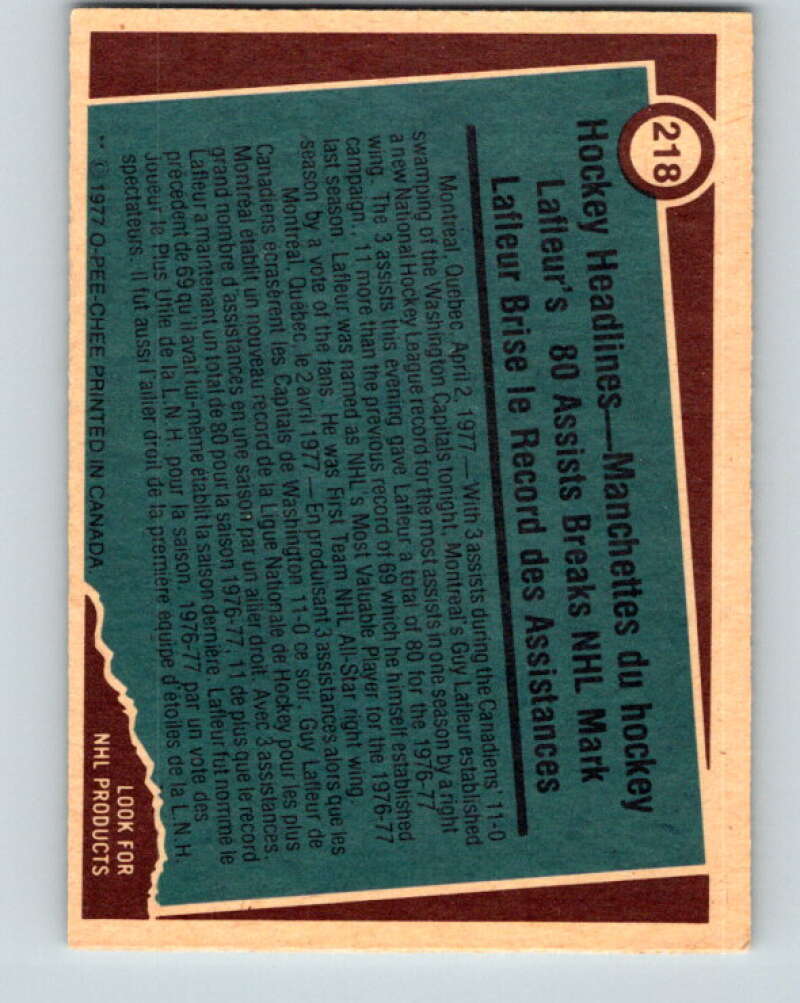 218
Hockey Headlines—Manchettes du hockey
Lafleur's 80 Assists Breaks NHL Mark
Lafleur Brise le Record des Assistances
Montreal, Quebec, April 2, 1977 — With 3 assists during the Canadiens' 11-0
swamping of the Washington Capitals tonight, Montreal's Guy Lafleur established
a new National Hockey League record for the most assists in one season by a right
wing. The 3 assists this evening gave Lafleur a total of 80 for the 1976-77
campaign, 11 more than the previous record of 69 which he himself established
last season. Lafleur was named as NHL's Most Valuable Player for the 1976-77
season by a vote of the fans. He was First Team NHL All-Star right wing.
Montréal, Québec, le 2 avril 1977 — En produisant 3 assistances alors que les
Canadiens écrasèrent les Capitals de Washington 11-0 ce soir, Guy Lafleur de
Montréal établit un nouveau record de la Ligue Nationale de Hockey pour les plus
grand nombre d'assistances en une saison par un ailier droit. Avec 3 assistances,
Lafleur a maintenant un total de 80 pour la saison 1976-77, 11 de plus que le record
précédent de 69 qu'il avait lui-même établit la saison dernière. Lafleur fut nommé le
Joueur le Plus Utile de la L.N.H. pour la saison. 1976-77 par un vote des
spectateurs. Il fut aussi l'ailier droit de la première équipe d'étoiles de la L.N.H.
** © 1977 O-PEE-CHEE PRINTED IN CANADA
LOOK FOR
NHL PRODUCTS